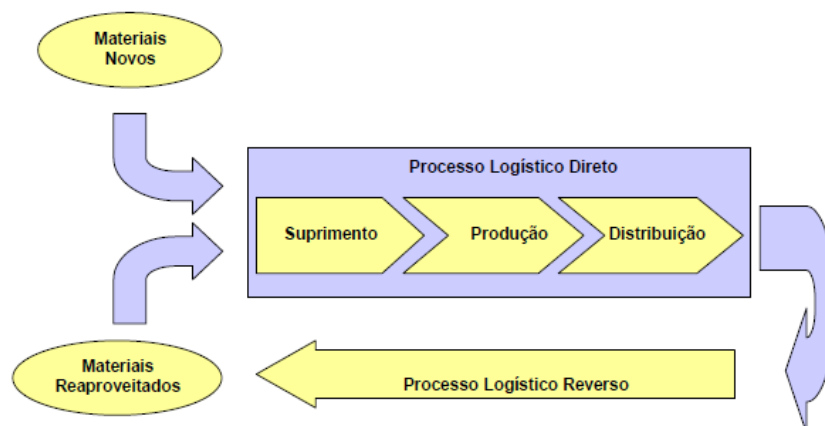 Materiais
Novos
Processo Logístico Direto
Suprimento
Produção
Distribuição
Materiais
Reaproveitados
Processo Logístico Reverso